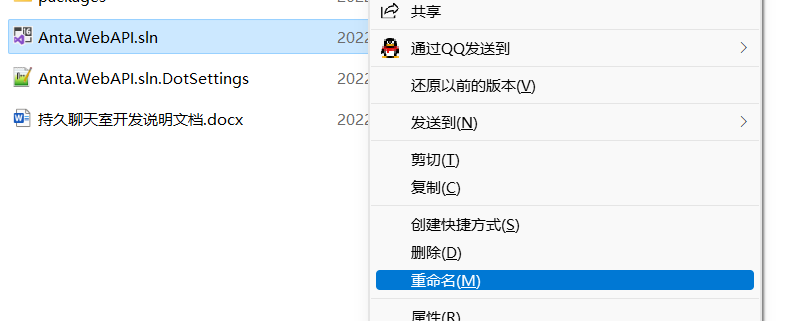 packages
共享
Anta.WebAPI.sln
2022
通过QQ发送到
Anta.WebAPI.sln.DotSettings
2022
还原以前的版本(V)
持久聊天室开发说明文档.docx
2022
发送到(N)
剪切(T)
复制(C)
创建快捷方式(S)
删除(D)
重命名(M)
属性(R)